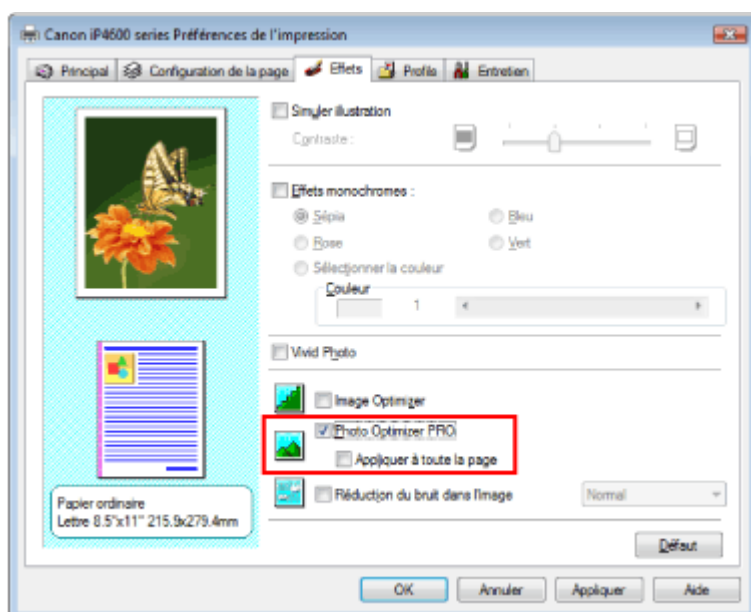 Canon iP4600 series Préférences de l'impression
Principal Configuration de la page Effets Profils Entretien
Simuler illustration
Contraste :
Effets monochromes :
Sépia Bleu
Rose Vert
Sélectionner la couleur
Couleur
1
Vivid Photo
Image Optimizer
Photo Optimizer PRO
Appliquer à toute la page
Réduction du bruit dans l'image Normal
Papier ordinaire
Lettre 8.5"x11" 215.9x279.4mm
Défaut
OK Annuler Appliquer Aide